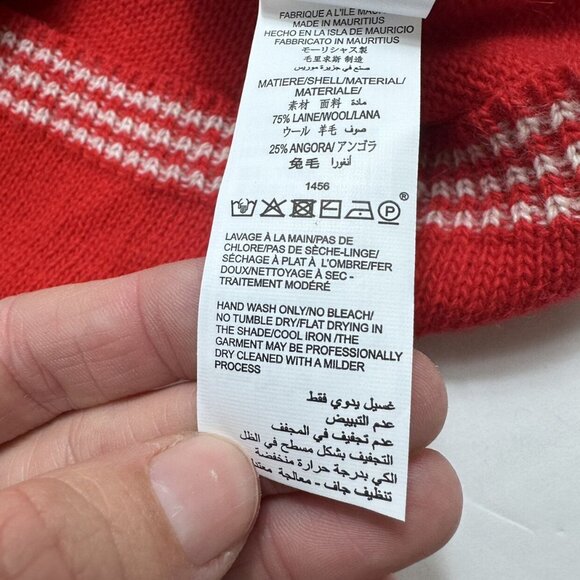 FABRIQUE A L'ILE
MADE IN MAURITIUS
HECHO EN LA ISLA DE MAURICIO
FABBRICATO IN MAURITIUS
モーリシャス製
毛里求斯 制造
صنع في جزيرة موريس
MATIERE/SHELL/MATERIAL/
MATERIALE/
素材 面料 مادة
75% LAINE/WOOL/LANA
ウール 羊毛 صوف
25% ANGORA/アンゴラ
兔毛 أنغورا
1456
®
P
LAVAGE À LA MAIN/PAS DE
CHLORE/PAS DE SÈCHE-LINGE/
SÉCHAGE À PLAT À L'OMBRE/FER
DOUX/NETTOYAGE À SEC -
TRAITEMENT MODÉRÉ
HAND WASH ONLY/NO BLEACH/
NO TUMBLE DRY/FLAT DRYING IN
THE SHADE/COOL IRON /THE
GARMENT MAY BE PROFESSIONALLY
DRY CLEANED WITH A MILDER
PROCESS
غسيل يدوي فقط
عدم التبييض
عدم تجفيف في المجفف
التجفيف بشكل مسطح في الظل
الكي بدرجة حرارة منخفضة
تنظيف جاف - معالجة